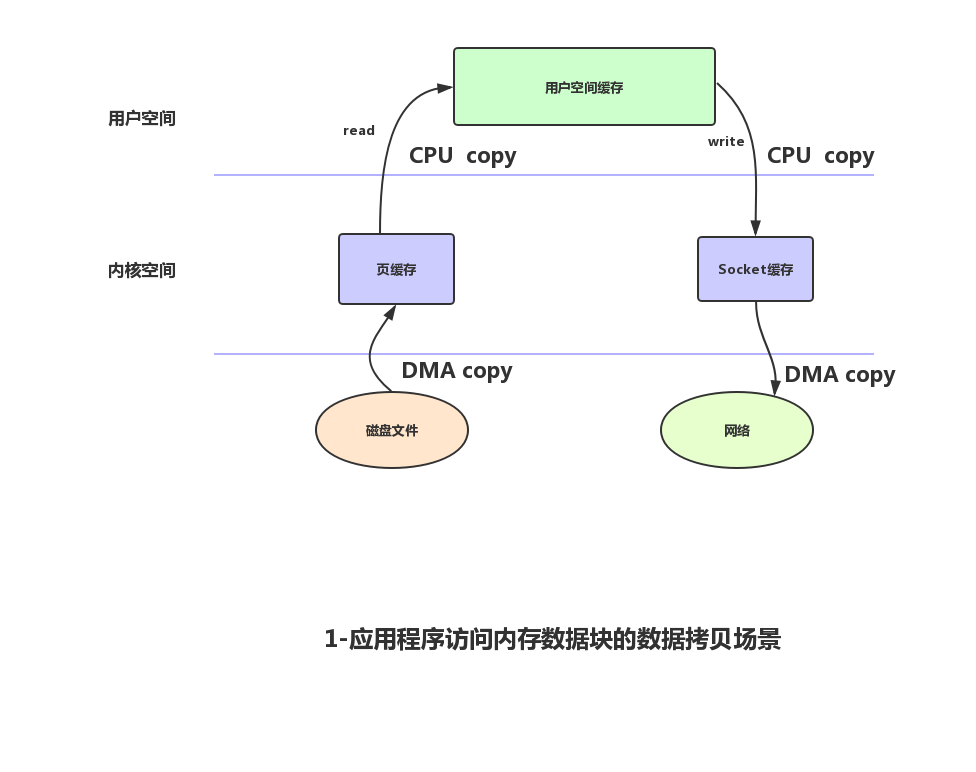 用户空间缓存
用户空间
read
write
CPU  copy
CPU  copy
内核空间
页缓存
Socket缓存
DMA copy
DMA copy
磁盘文件
网络
1-应用程序访问内存数据块的数据拷贝场景